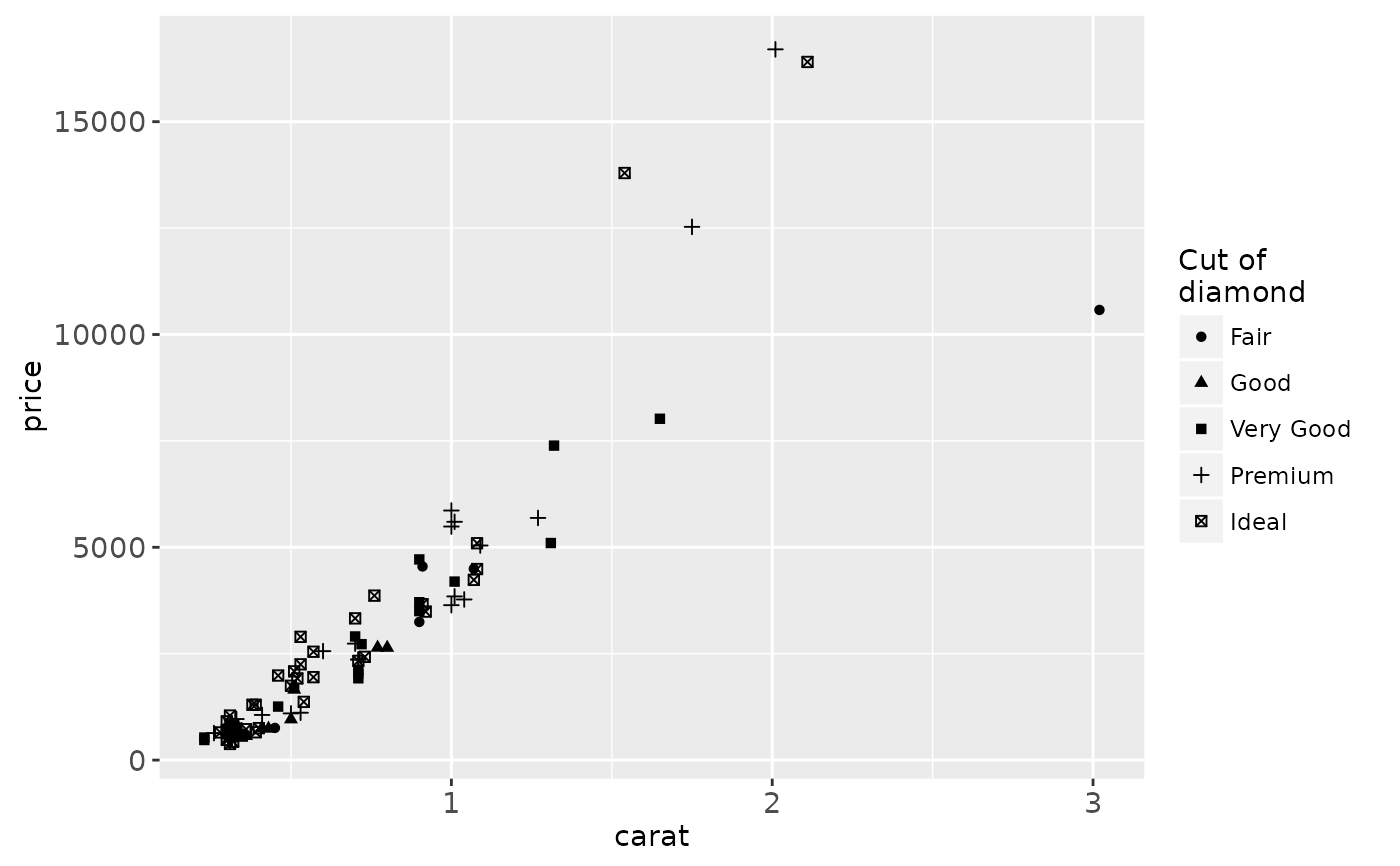 15000
10000
5000
0
price
1
2
3
carat
Cut of
diamond
Fair
Good
Very Good
Premium
Ideal